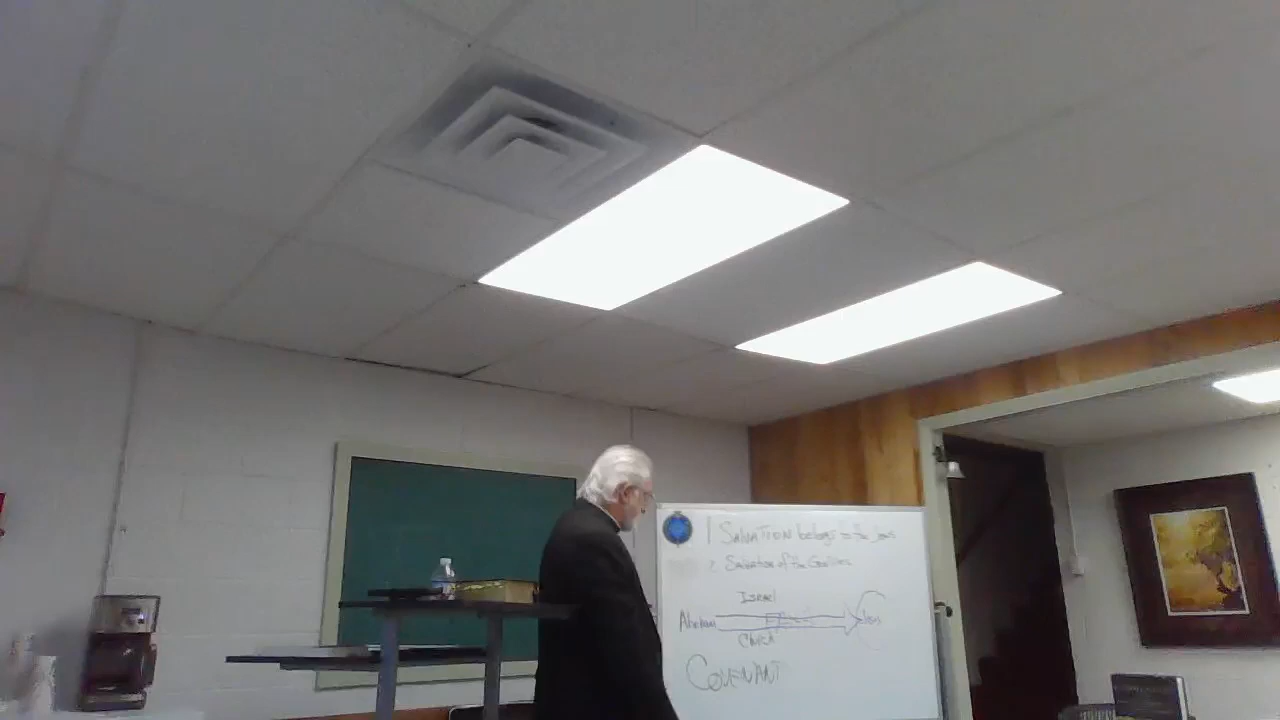 1 SALVATION belongs to the Jews
2 Salvation of the Gentiles
Israel
Abraham
Church
COVENANT